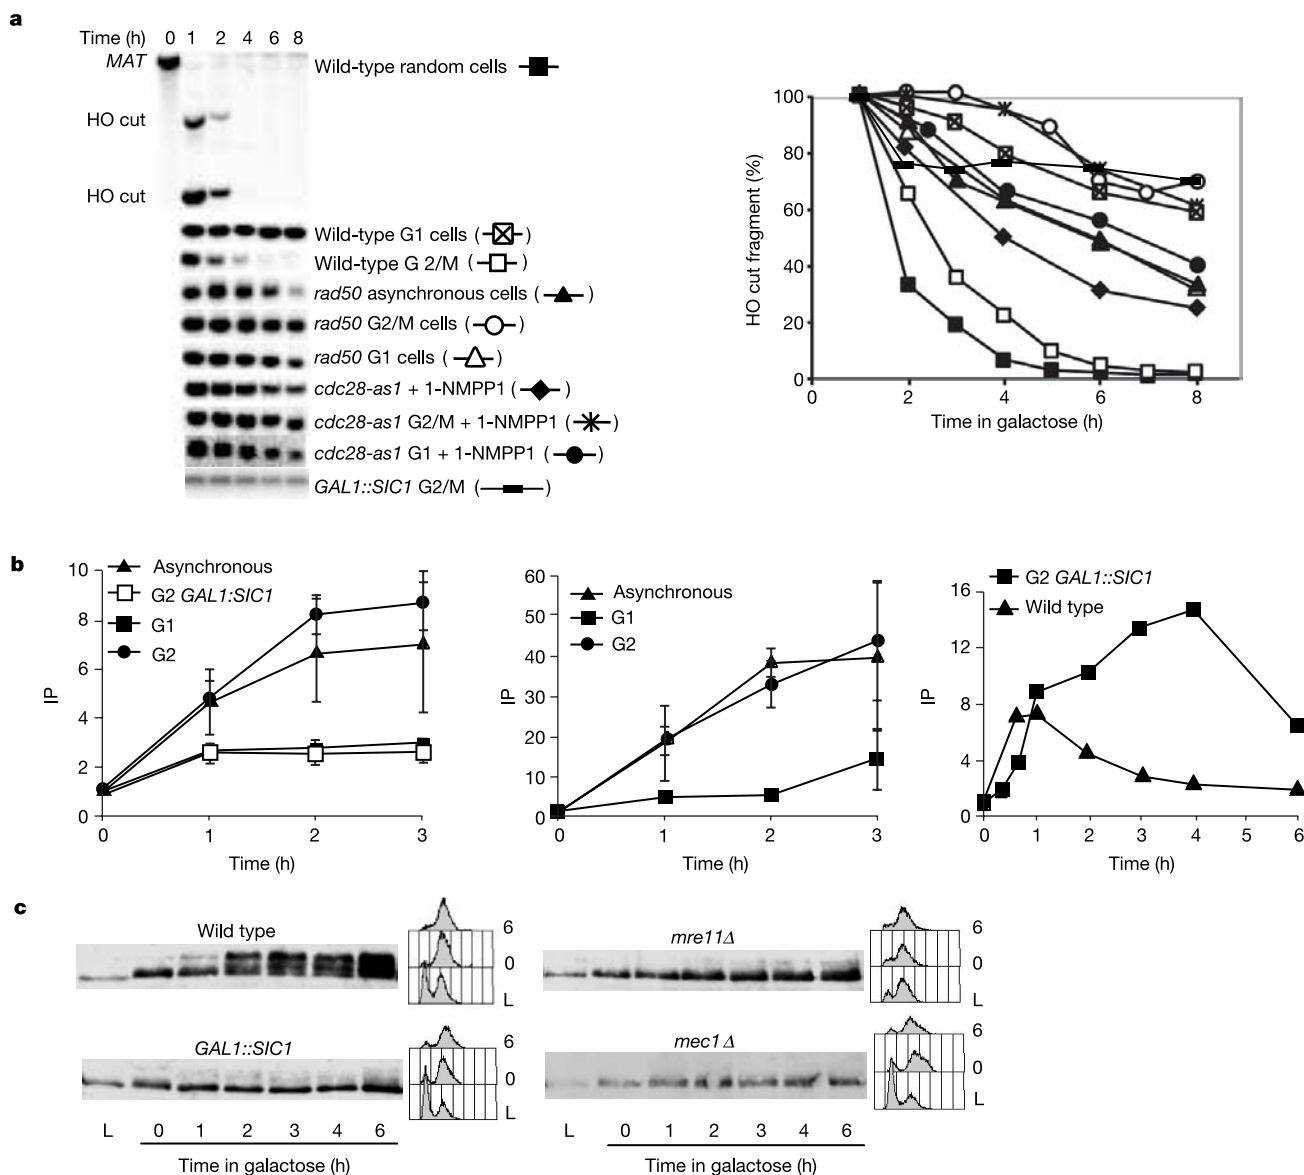 a
Time (h) 0 1 2 4 6 8
MAT
Wild-type random cells
HO cut
HO cut
Wild-type G1 cells ( )
Wild-type G 2/M ( )
rad50 asynchronous cells ( )
rad50 G2/M cells ( )
rad50 G1 cells ( )
cdc28-as1 + 1-NMPP1 ( )
cdc28-as1 G2/M + 1-NMPP1 ( )
cdc28-as1 G1 + 1-NMPP1 ( )
GAL1::SIC1 G2/M ( )
HO cut fragment (%)
100
80
60
40
20
0
0 2 4 6 8
Time in galactose (h)
b
Asynchronous
G2 GAL1::SIC1
G1
G2
IP
10
8
6
4
2
0
0 1 2 3
Time (h)
Asynchronous
G1
G2
IP
60
50
40
30
20
10
0
0 1 2 3
Time (h)
G2 GAL1::SIC1
Wild type
IP
16
12
8
4
0
0 1 2 3 4 5 6
Time (h)
c
Wild type
6
0
L
mre11Δ
6
0
L
GAL1::SIC1
6
0
L
mec1Δ
6
0
L
L 0 1 2 3 4 6
Time in galactose (h)
L 0 1 2 3 4 6
Time in galactose (h)